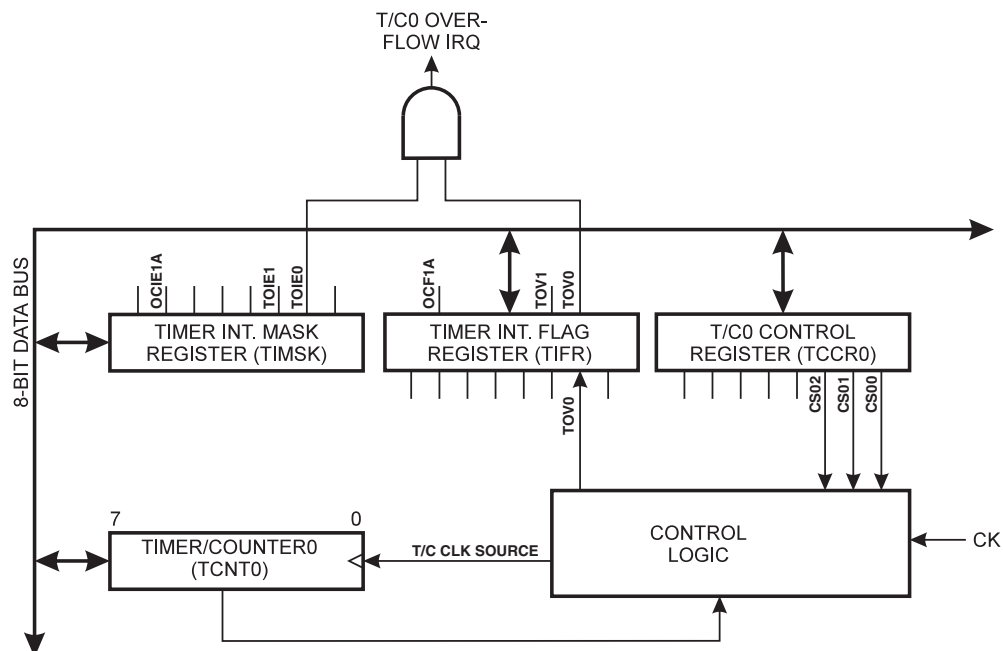 T/C0 OVER-
FLOW IRQ
8-BIT DATA BUS
OCIE1A
TOIE1
TOIE0
OCF1A
TOV1
TOV0
TIMER INT. MASK
REGISTER (TIMSK)
TIMER INT. FLAG
REGISTER (TIFR)
T/C0 CONTROL
REGISTER (TCCR0)
TOV0
CS02
CS01
CS00
7
0
TIMER/COUNTER0
(TCNT0)
T/C CLK SOURCE
CONTROL
LOGIC
CK